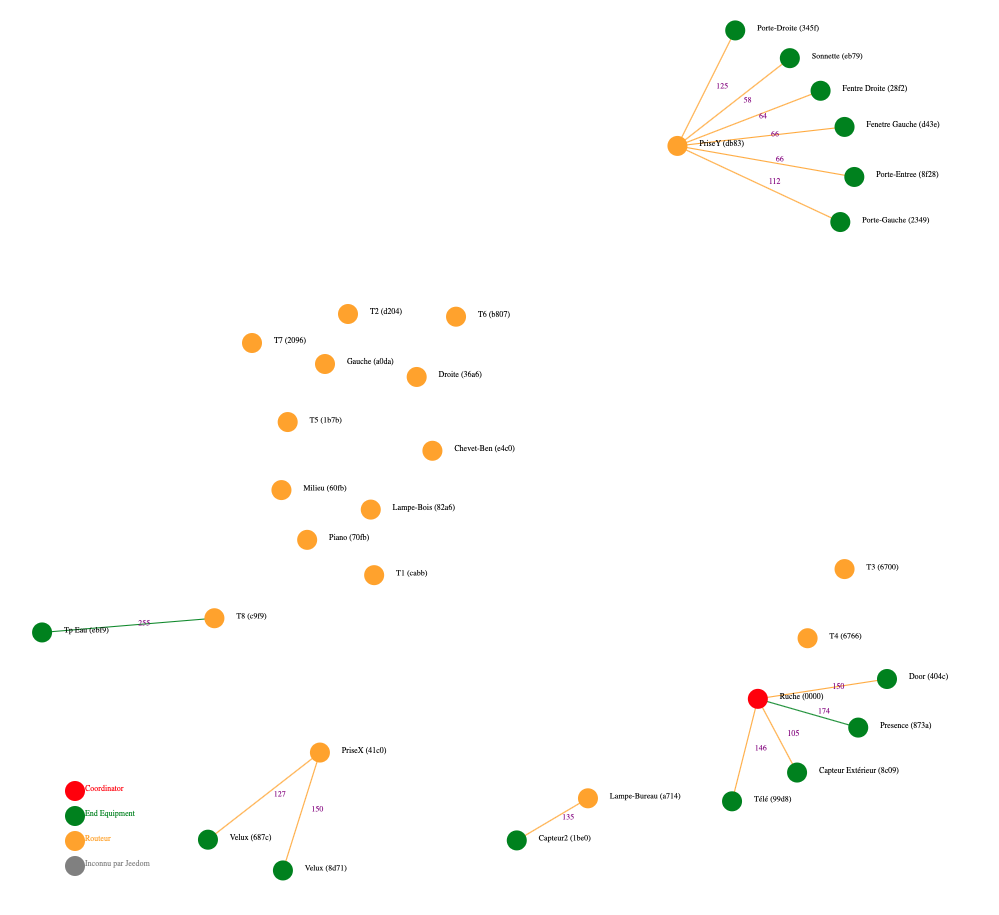 Porte-Droite (345f)
Sonnette (eb79)
125
Fentre Droite (28f2)
58
64
Fenetre Gauche (d43e)
66
PriseY (db83)
66
Porte-Entree (8f28)
112
Porte-Gauche (2349)
T2 (d204)
T6 (b807)
T7 (2096)
Gauche (a0da)
Droite (36a6)
T5 (1b7b)
Chevet-Ben (e4c0)
Milieu (60fb)
Lampe-Bois (82a6)
Piano (70fb)
T3 (6700)
T1 (cabb)
T8 (c9f9)
255
Tp Eau (ebf9)
T4 (6766)
Door (404c)
150
Ruche (0000)
174
Presence (873a)
105
146
PriseX (41c0)
Capteur Extérieur (8c09)
Coordinator
127
Lampe-Bureau (a714)
Télé (99d8)
150
End Equipment
135
Routeur
Velux (687c)
Capteur2 (1be0)
Inconnu par Jeedom
Velux (8d71)